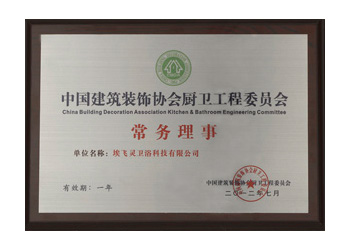 中国建筑装饰协会厨卫工程委员会
China Building Decoration Association Kitchen & Bathroom Engineering Committee
常务理事
单位名称：埃飞灵卫浴科技有限公司
有效期：一年
中国建筑装饰协会厨卫工程委员会
二〇一二年七月